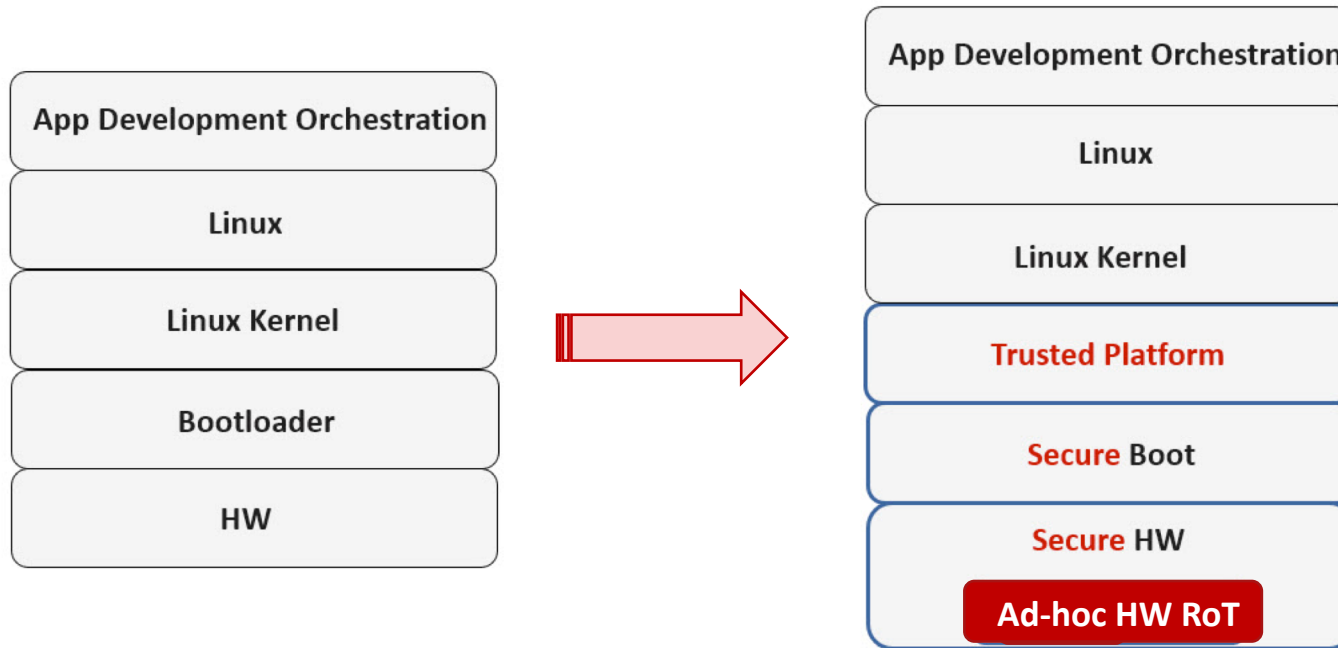 App Development Orchestration
Linux
Linux Kernel
Bootloader
HW
App Development Orchestration
Linux
Linux Kernel
Trusted Platform
Secure Boot
Secure HW
Ad-hoc HW RoT